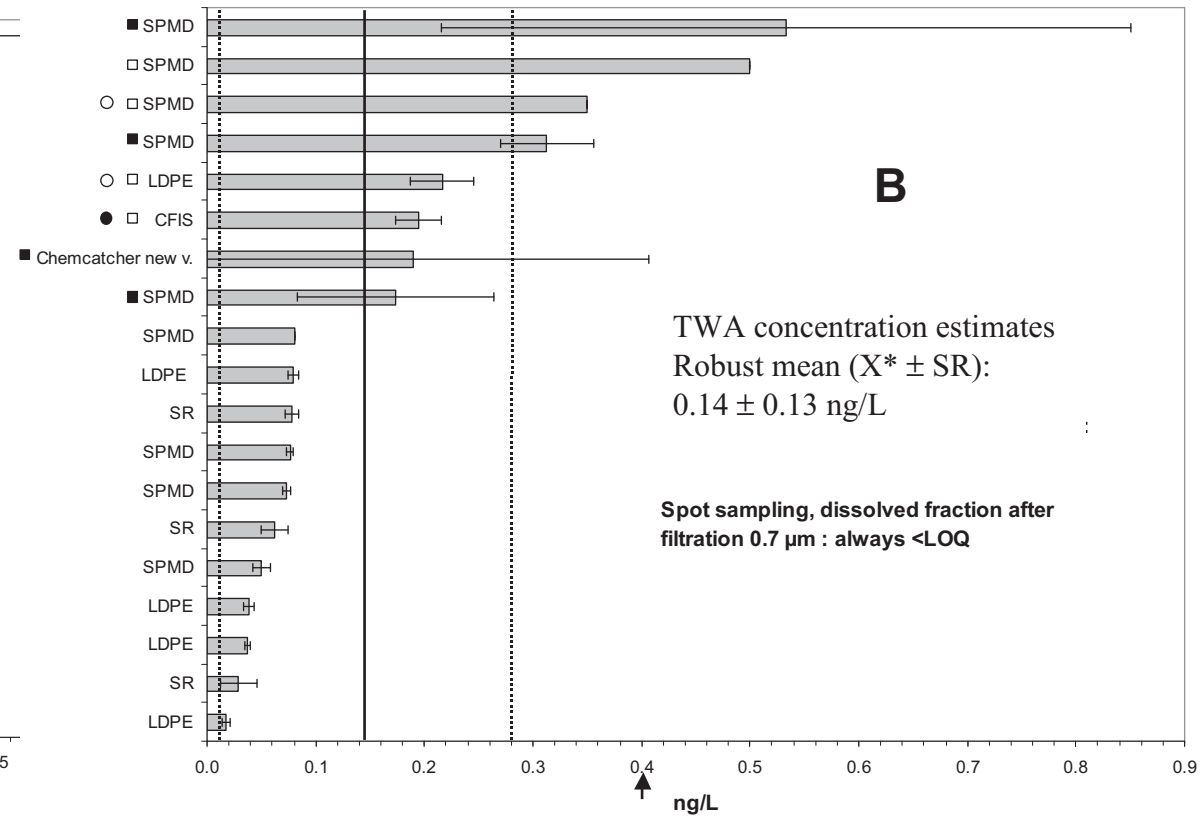 SPMD
SPMD
SPMD
SPMD
LDPE
CFIS
Chemcatcher new v.
SPMD
SPMD
LDPE
SR
SPMD
SPMD
SR
SPMD
LDPE
LDPE
SR
LDPE
B
TWA concentration estimates
Robust mean (X* ± SR):
0.14 ± 0.13 ng/L
Spot sampling, dissolved fraction after
filtration 0.7 µm : always <LOQ
5
0.0 0.1 0.2 0.3 0.4 0.5 0.6 0.7 0.8 0.9
ng/L